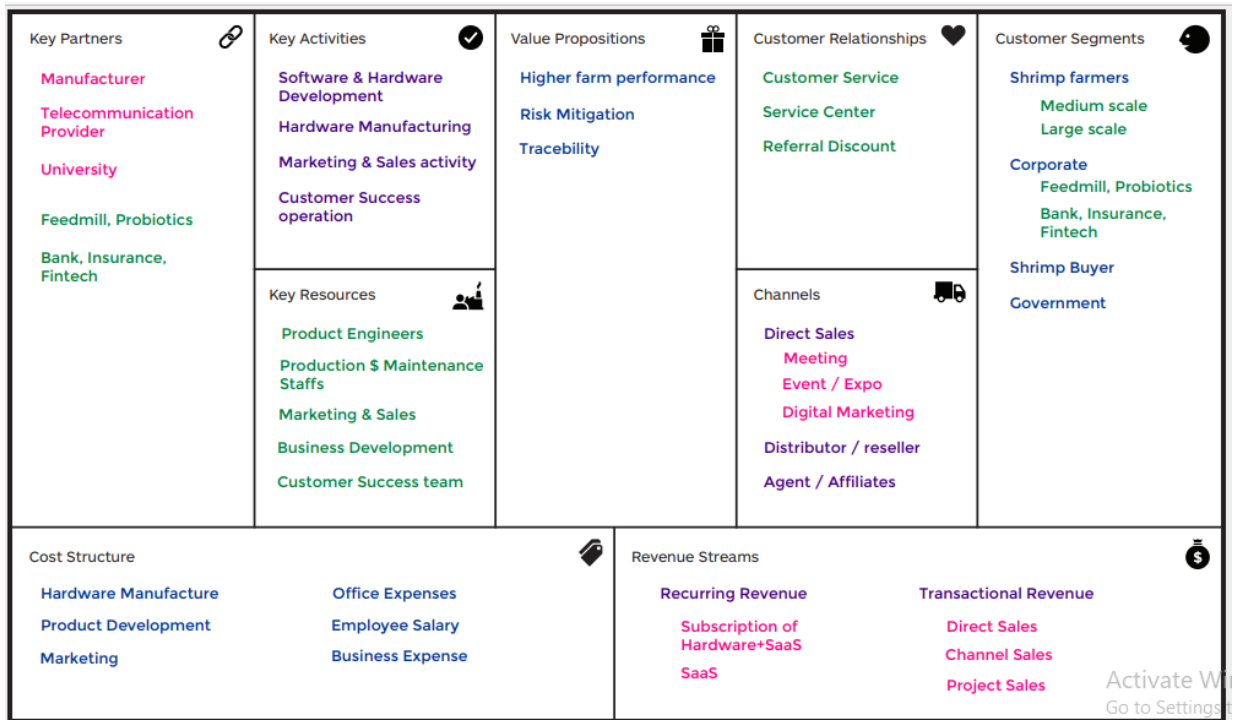 Key Partners
Manufacturer
Telecommunication
Provider
University
Feedmill, Probiotics
Bank, Insurance,
Fintech
Key Activities
Software & Hardware
Development
Hardware Manufacturing
Marketing & Sales activity
Customer Success
operation
Key Resources
Product Engineers
Production $ Maintenance
Staffs
Marketing & Sales
Business Development
Customer Success team
Value Propositions
Higher farm performance
Risk Mitigation
Tracebility
Customer Relationships
Customer Service
Service Center
Referral Discount
Channels
Direct Sales
Meeting
Event / Expo
Digital Marketing
Distributor / reseller
Agent / Affiliates
Customer Segments
Shrimp farmers
Medium scale
Large scale
Corporate
Feedmill, Probiotics
Bank, Insurance,
Fintech
Shrimp Buyer
Government
Cost Structure
Hardware Manufacture
Product Development
Marketing
Office Expenses
Employee Salary
Business Expense
Revenue Streams
$
Recurring Revenue
Subscription of
Hardware+SaaS
SaaS
Transactional Revenue
Direct Sales
Channel Sales
Project Sales
Activate Wi
Go to Settings t